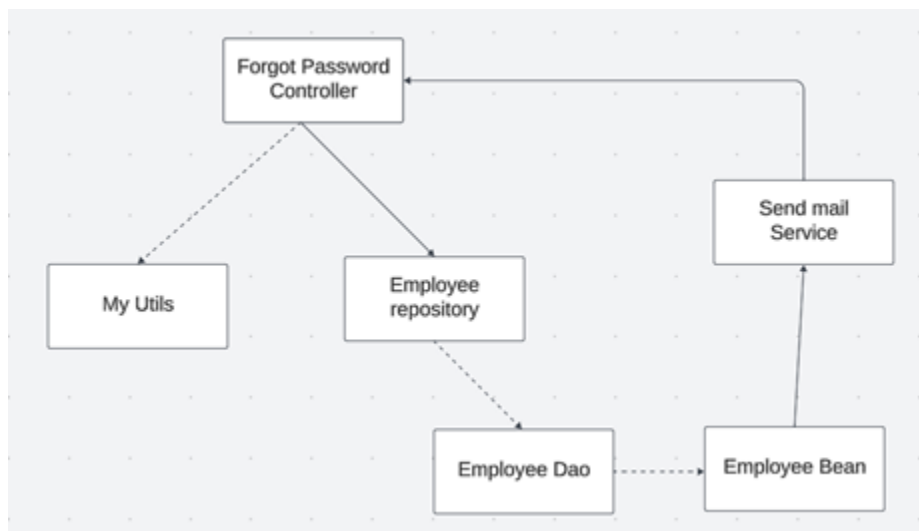 Forgot Password
Controller
Send mail
Service
My Utils
Employee
repository
Employee Dao
Employee Bean